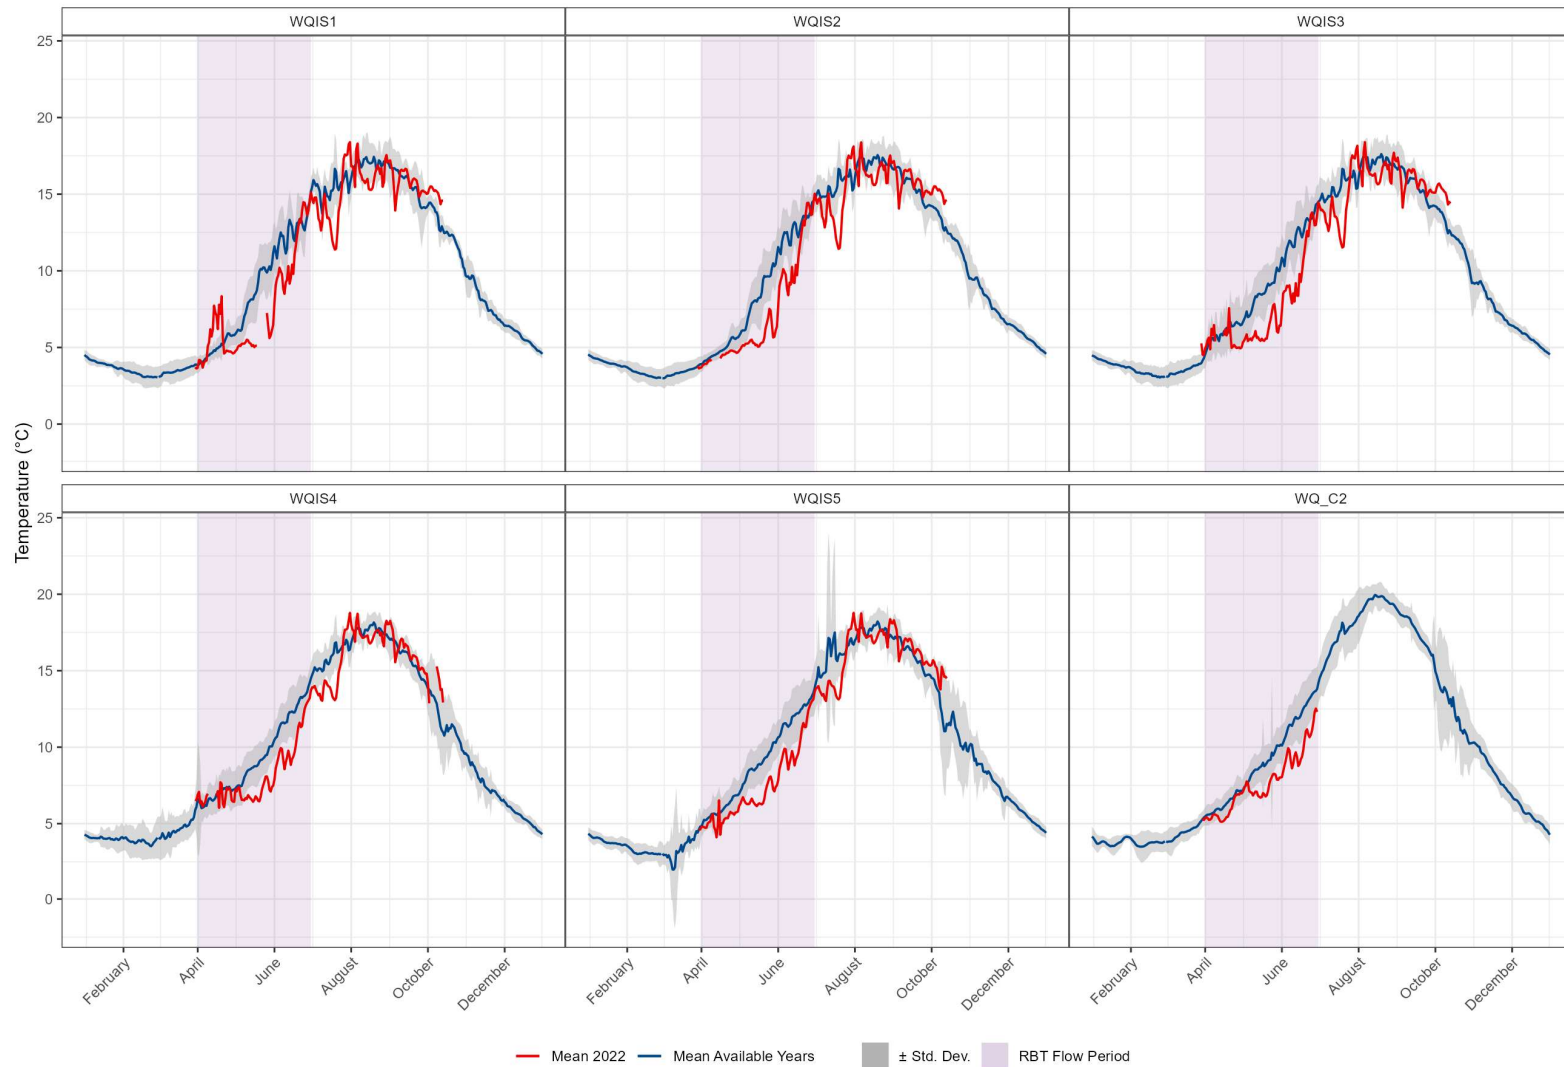 WQIS1 WQIS2 WQIS3
25
20
15
10
5
0
Temperature (°C)
WQIS4 WQIS5 WQ_C2
25
20
15
10
5
0
February April June August October December February April June August October December February April June August October December
Mean 2022 Mean Available Years ± Std. Dev. RBT Flow Period